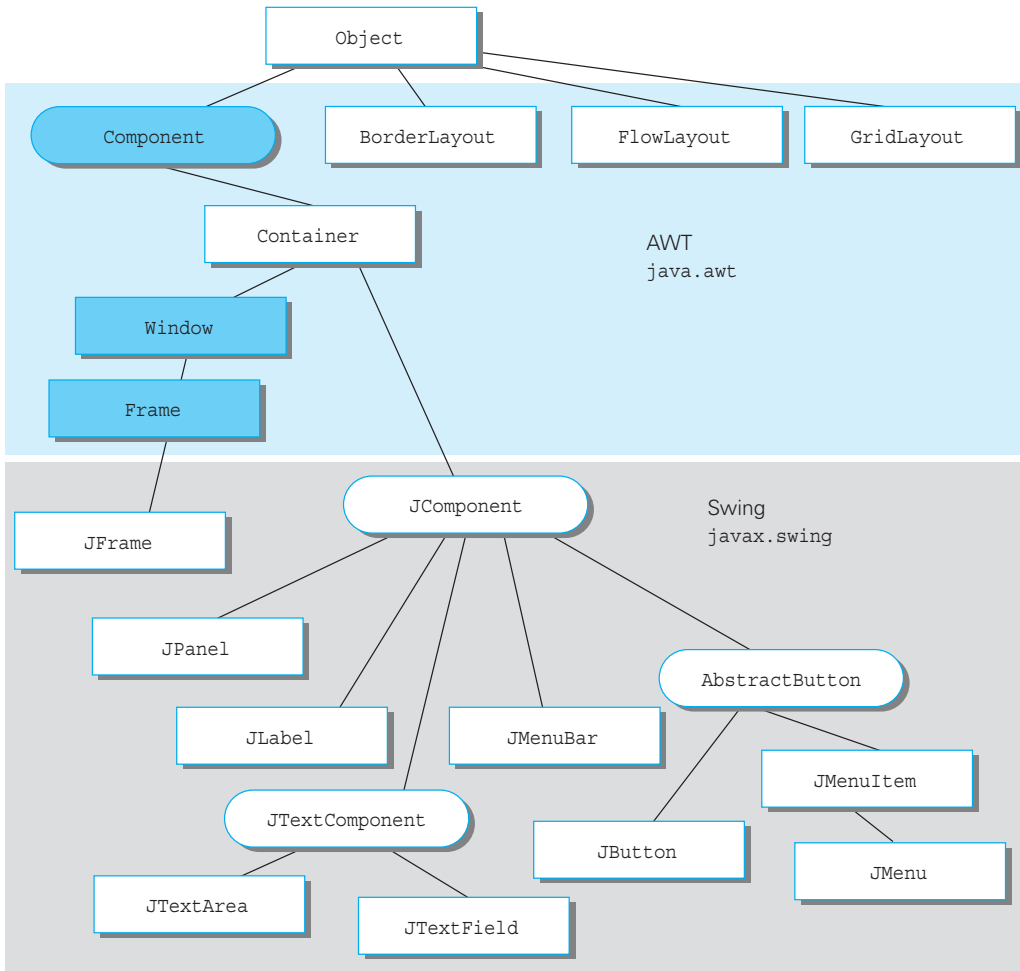 Object
Component
BorderLayout
FlowLayout
GridLayout
Container
AWT
java.awt
Window
Frame
JComponent
Swing
javax.swing
JFrame
JPanel
AbstractButton
JLabel
JMenuBar
JMenuItem
JTextComponent
JButton
JMenu
JTextArea
JTextField